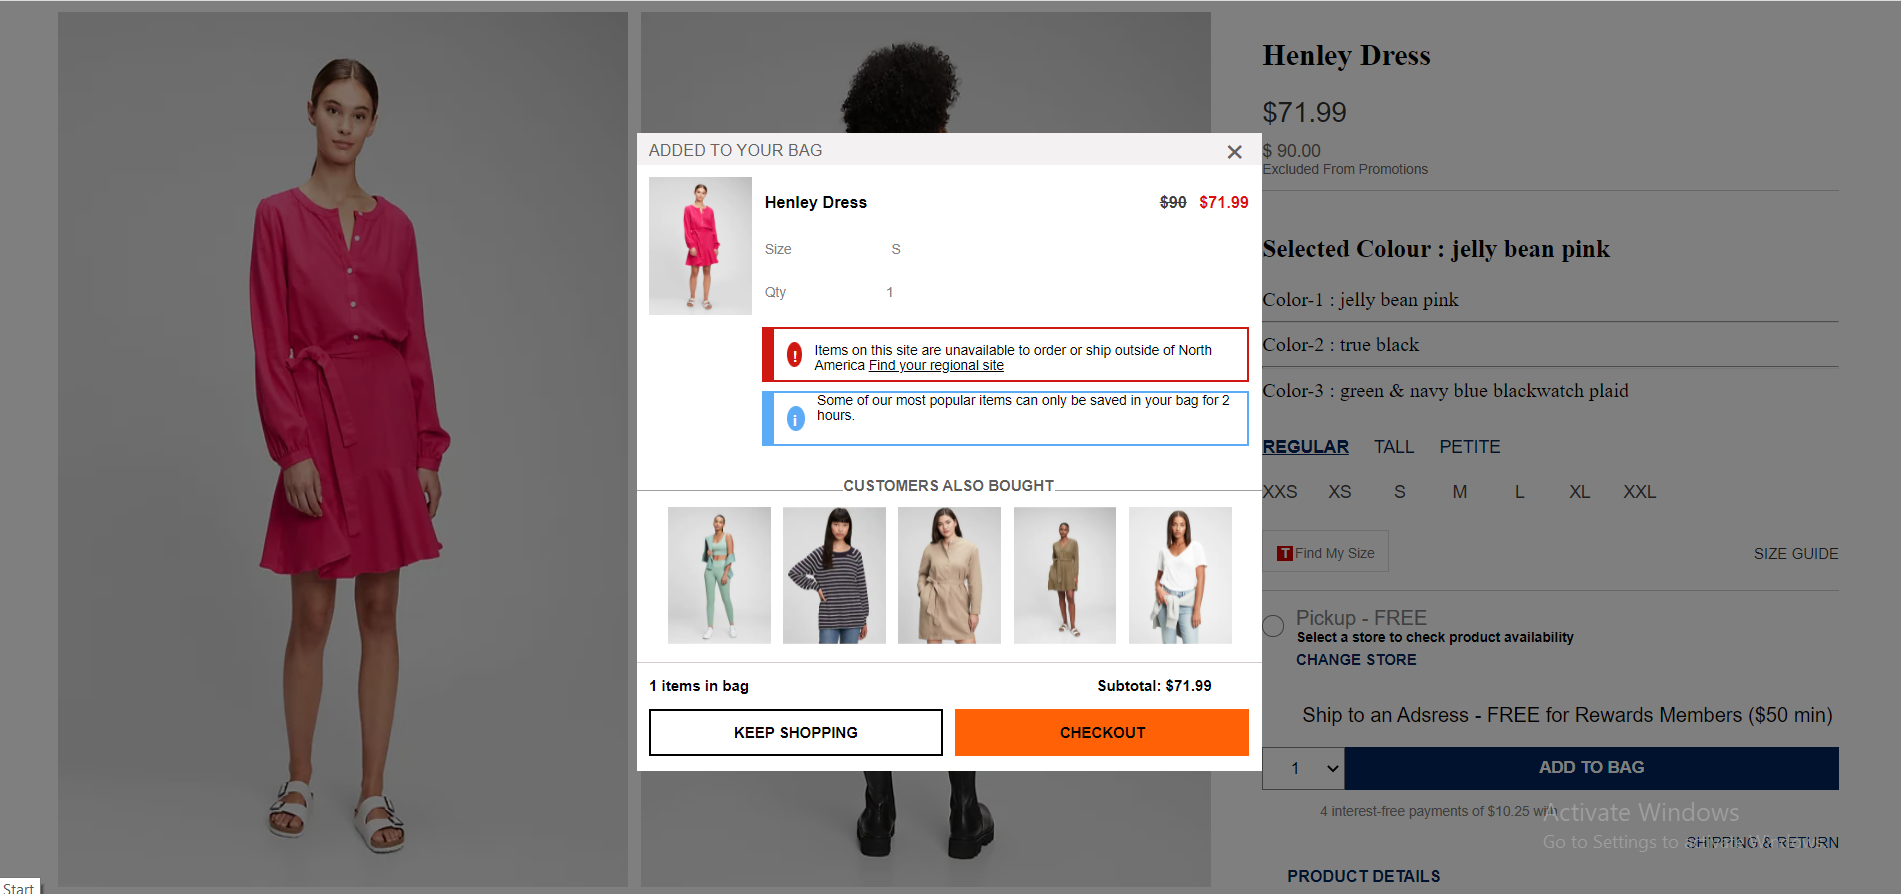 Henley Dress
$71.99
$ 90.00
Excluded From Promotions
Selected Colour : jelly bean pink
Color-1 : jelly bean pink
Color-2 : true black
Color-3 : green & navy blue blackwatch plaid
REGULAR TALL PETITE
XXS XS S M L XL XXL
T Find My Size
SIZE GUIDE
Pickup - FREE
Select a store to check product availability
CHANGE STORE
Ship to an Adsress - FREE for Rewards Members ($50 min)
1 ADD TO BAG
4 interest-free payments of $10.25 with
SHIPPING & RETURN
PRODUCT DETAILS
ADDED TO YOUR BAG
Henley Dress $90 $71.99
Size S
Qty 1
! Items on this site are unavailable to order or ship outside of North
America Find your regional site
i Some of our most popular items can only be saved in your bag for 2
hours.
CUSTOMERS ALSO BOUGHT
1 items in bag Subtotal: $71.99
KEEP SHOPPING CHECKOUT
Activate Windows
Go to Settings to activate Windows.
Start